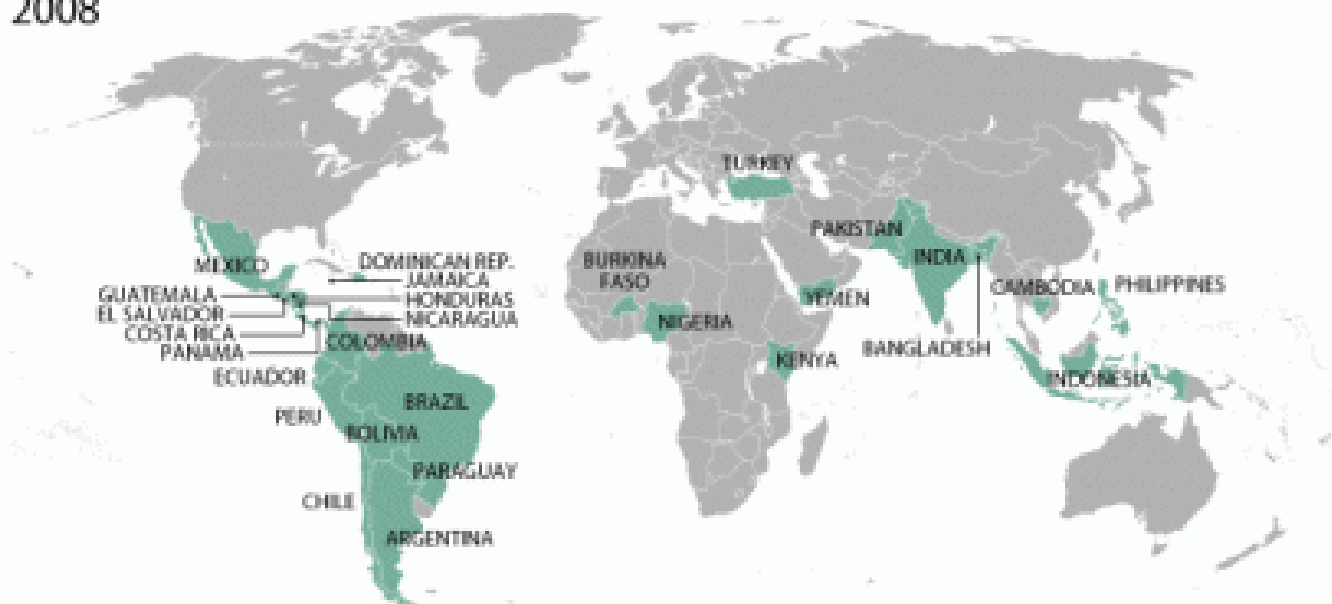 2008
TURKEY
PAKISTAN
INDIA
MEXICO
DOMINICAN REP.
JAMAICA
BURKINA
FASO
GUATEMALA
HONDURAS
EL SALVADOR
NICARAGUA
COSTA RICA
PANAMA
COLOMBIA
NIGERIA
YEMEN
CAMBODIA
PHILIPPINES
BANGLADESH
KENYA
ECUADOR
INDONESIA
BRAZIL
PERU
BOLIVIA
PARAGUAY
CHILE
ARGENTINA